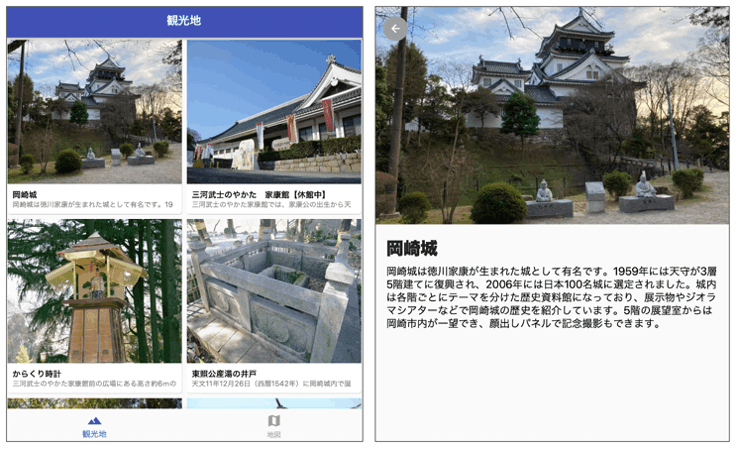 観光地
岡崎城
岡崎城は徳川家康が生まれた城として有名です。19
三河武士のやかた　家康館【休館中】
三河武士のやかた家康館では、家康公の出生から天
からくり時計
三河武士のやかた家康館前の広場にある高さ約6mの
東照公産湯の井戸
天文11年12月26日（西暦1542年）に岡崎城内で誕
観光地
地図
岡崎城
岡崎城は徳川家康が生まれた城として有名です。1959年には天守が3層
5階建てに復興され、2006年には日本100名城に選定されました。城内
は各階ごとにテーマを分けた歴史資料館になっており、展示物やジオラ
マシアターなどで岡崎城の歴史を紹介しています。5階の展望室からは
岡崎市内が一望でき、顔出しパネルで記念撮影もできます。